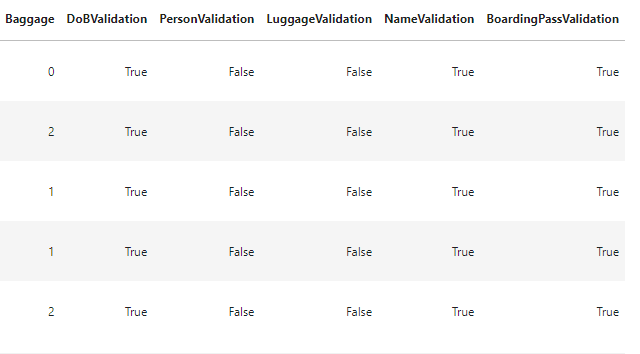 Baggage DoBValidation PersonValidation LuggageValidation NameValidation BoardingPassValidation
0 True False False True True
2 True False False True True
1 True False False True True
1 True False False True True
2 True False False True True